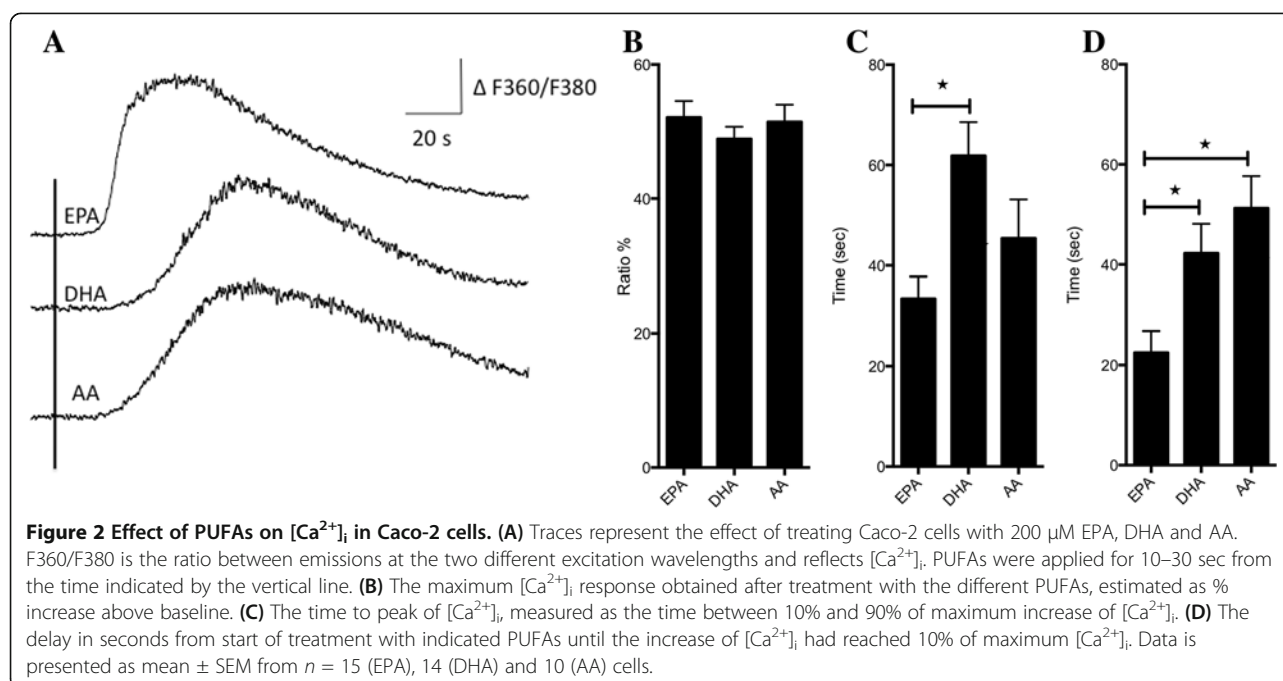 A
B
C
D
Δ F360/F380
20 s
EPA
DHA
AA
60
40
20
0
Ratio %
EPA
DHA
AA
80
60
40
20
0
Time (sec)
★
EPA
DHA
AA
80
60
40
20
0
Time (sec)
★
★
EPA
DHA
AA
Figure 2 Effect of PUFAs on [Ca²⁺]ᵢ in Caco-2 cells. (A) Traces represent the effect of treating Caco-2 cells with 200 μM EPA, DHA and AA.
F360/F380 is the ratio between emissions at the two different excitation wavelengths and reflects [Ca²⁺]ᵢ. PUFAs were applied for 10–30 sec from
the time indicated by the vertical line. (B) The maximum [Ca²⁺]ᵢ response obtained after treatment with the different PUFAs, estimated as %
increase above baseline. (C) The time to peak of [Ca²⁺]ᵢ, measured as the time between 10% and 90% of maximum increase of [Ca²⁺]ᵢ. (D) The
delay in seconds from start of treatment with indicated PUFAs until the increase of [Ca²⁺]ᵢ had reached 10% of maximum [Ca²⁺]ᵢ. Data is
presented as mean ± SEM from n = 15 (EPA), 14 (DHA) and 10 (AA) cells.